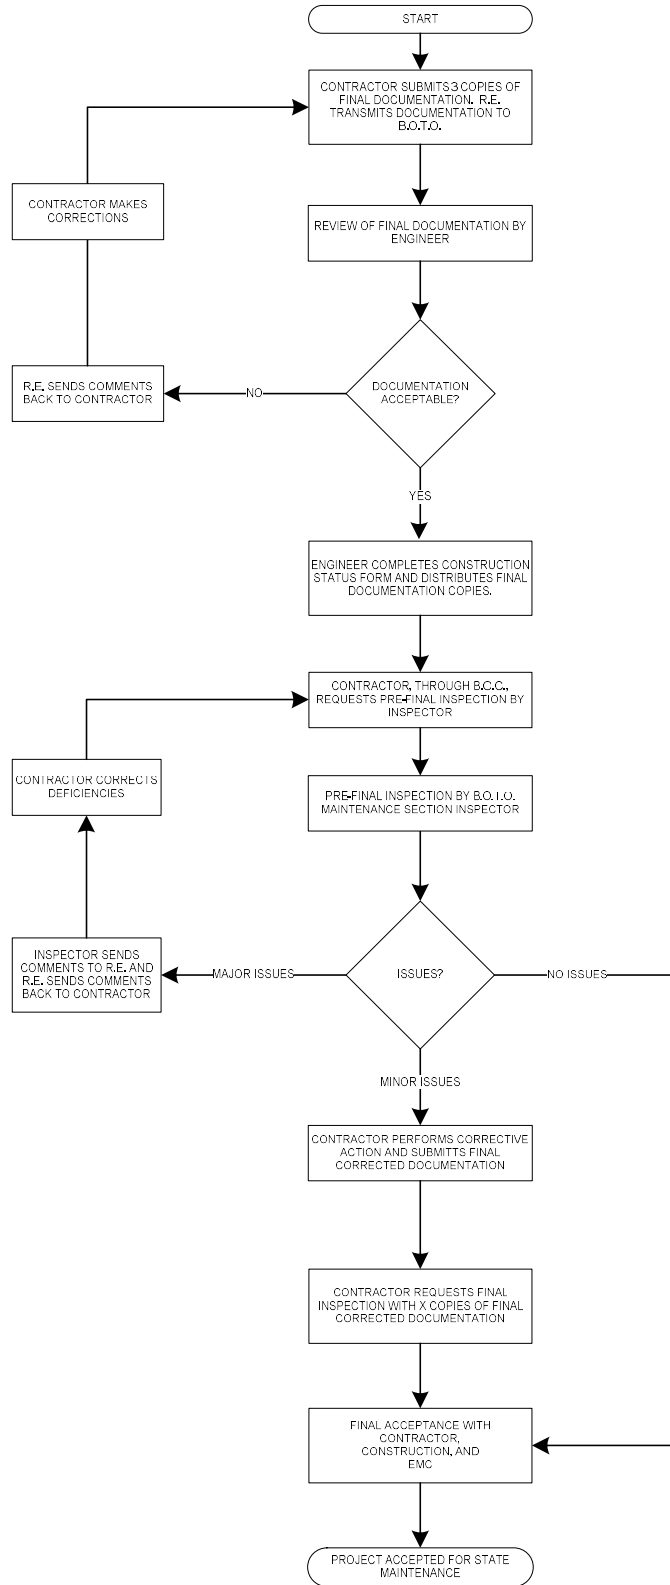 START
CONTRACTOR SUBMITS 3 COPIES OF
FINAL DOCUMENTATION. R.E.
TRANSMITS DOCUMENTATION TO
B.O.T.O.
CONTRACTOR MAKES
CORRECTIONS
REVIEW OF FINAL DOCUMENTATION BY
ENGINEER
R.E. SENDS COMMENTS
BACK TO CONTRACTOR
NO
DOCUMENTATION
ACCEPTABLE?
YES
ENGINEER COMPLETES CONSTRUCTION
STATUS FORM AND DISTRIBUTES FINAL
DOCUMENTATION COPIES.
CONTRACTOR, THROUGH B.C.C.,
REQUESTS PRE-FINAL INSPECTION BY
INSPECTOR
CONTRACTOR CORRECTS
DEFICIENCIES
PRE-FINAL INSPECTION BY B.O.T.O.
MAINTENANCE SECTION INSPECTOR
INSPECTOR SENDS
COMMENTS TO R.E. AND
R.E. SENDS COMMENTS
BACK TO CONTRACTOR
MAJOR ISSUES
ISSUES?
NO ISSUES
MINOR ISSUES
CONTRACTOR PERFORMS CORRECTIVE
ACTION AND SUBMITTS FINAL
CORRECTED DOCUMENTATION
CONTRACTOR REQUESTS FINAL
INSPECTION WITH X COPIES OF FINAL
CORRECTED DOCUMENTATION
FINAL ACCEPTANCE WITH
CONTRACTOR,
CONSTRUCTION, AND
EMC
PROJECT ACCEPTED FOR STATE
MAINTENANCE